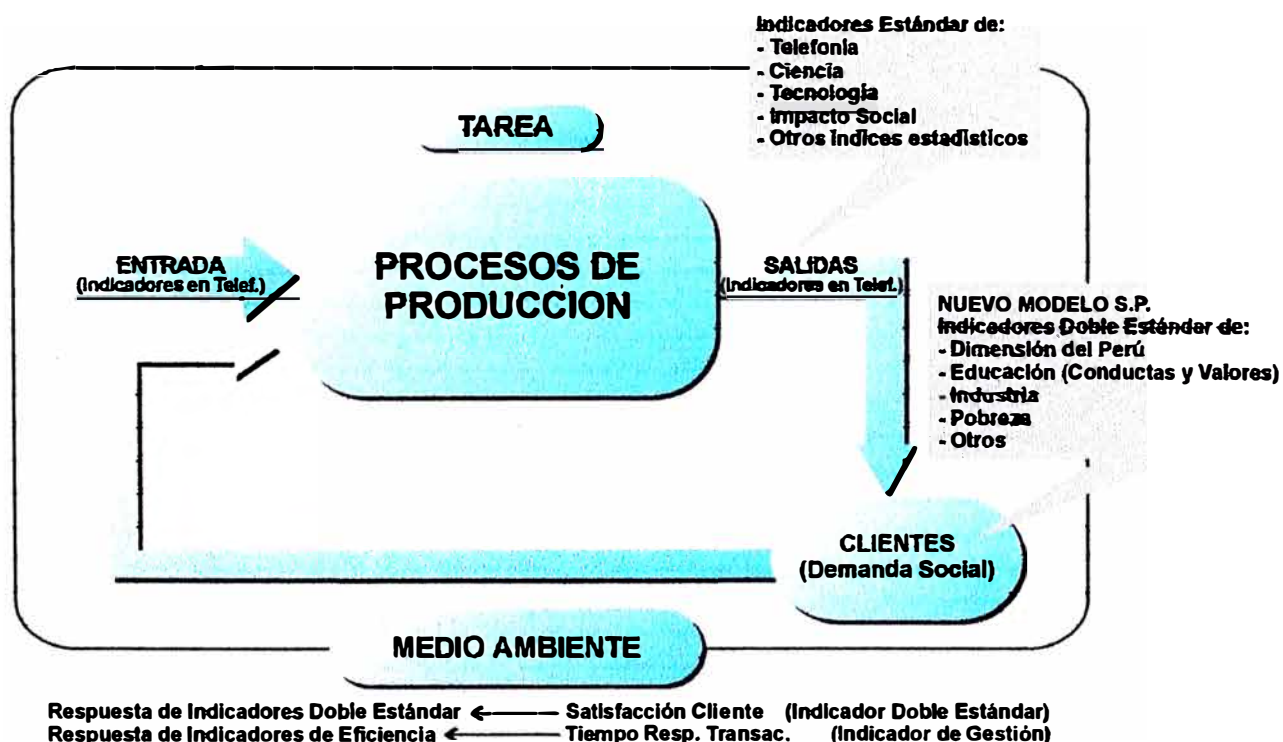 Indicadores Estándar de:
- Telefonía
- Ciencia
- Tecnología
- Impacto Social
- Otros índices estadísticos
TAREA
ENTRADA
(Indicadores en Telef.)
PROCESOS DE
PRODUCCION
SALIDAS
(Indicadores en Telef.)
NUEVO MODELO S.P.
Indicadores Doble Estándar de:
- Dimensión del Perú
- Educación (Conductas y Valores)
- Industria
- Pobreza
- Otros
CLIENTES
(Demanda Social)
MEDIO AMBIENTE
Respuesta de Indicadores Doble Estándar ← Satisfacción Cliente (Indicador Doble Estándar)
Respuesta de Indicadores de Eficiencia ← Tiempo Resp. Transac. (Indicador de Gestión)